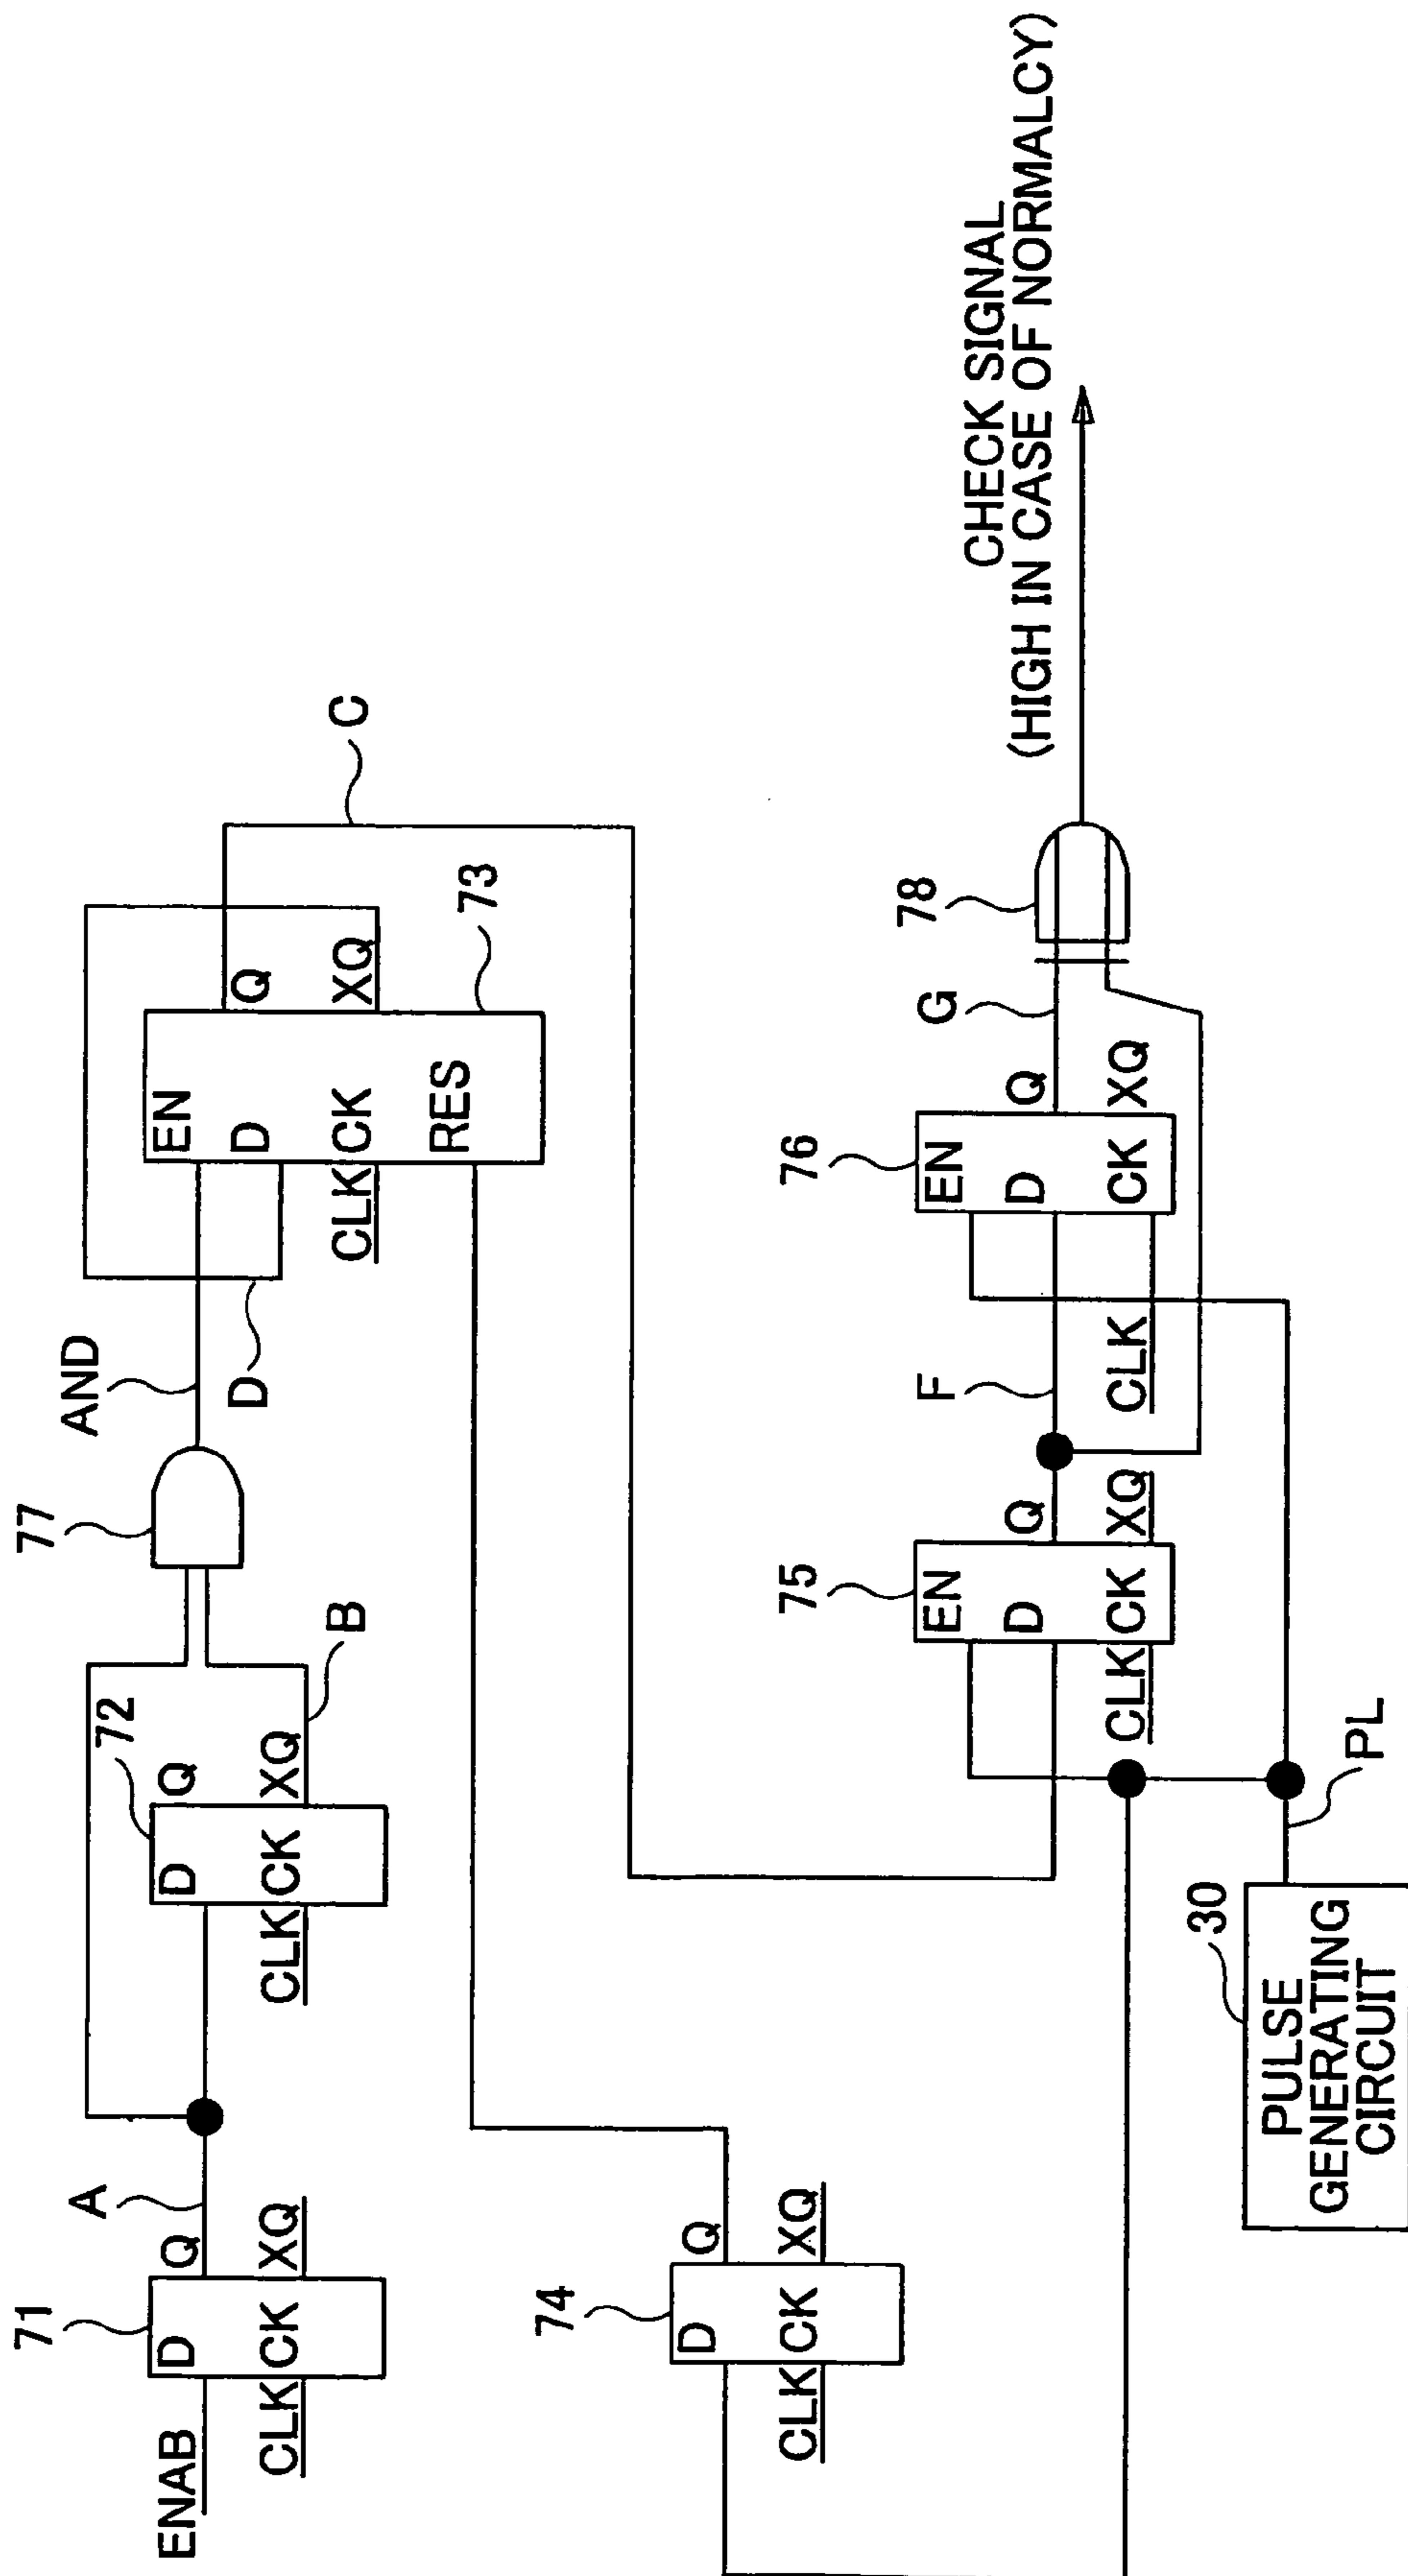 71
ENAB
D
Q
A
CLK
CK
XQ
72
D
Q
CLK
CK
XQ
B
77
AND
D
EN
D
Q
CLK
CK
XQ
RES
73
C
74
D
Q
CLK
CK
XQ
75
EN
D
Q
CLK
CK
XQ
F
76
EN
D
Q
CLK
CK
XQ
G
78
CHECK SIGNAL
(HIGH IN CASE OF NORMALCY)
30
PULSE
GENERATING
CIRCUIT
PL